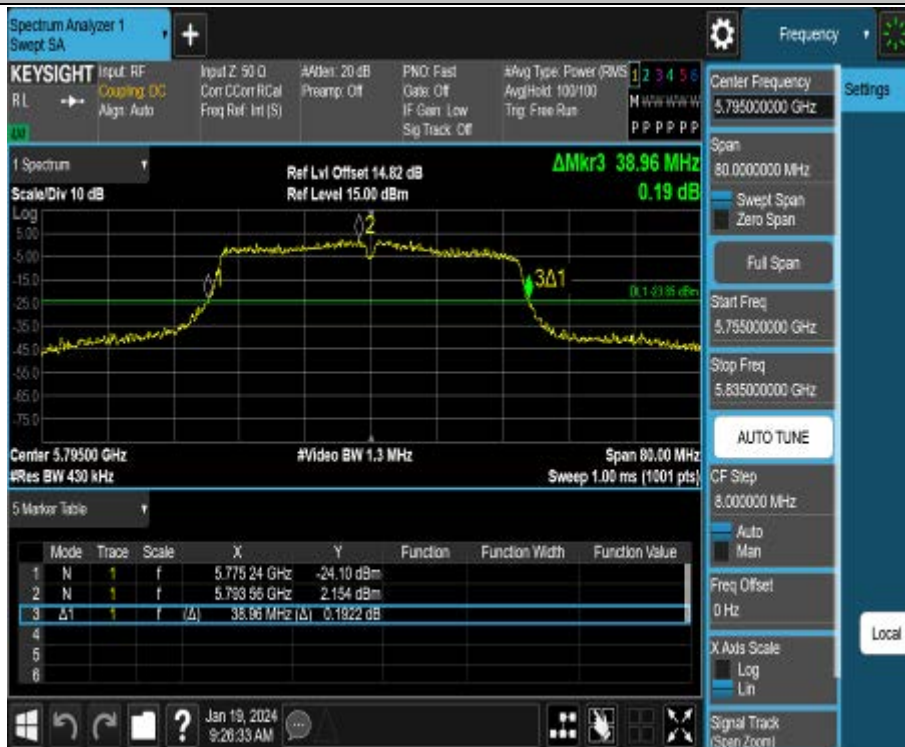 Spectrum Analyzer 1
Swept SA
+
Frequency
KEYSIGHT
RL
Input: RF
Coupling: DC
Align: Auto
Input Z: 50 Ω
Corr CCorr RCal
Freq Ref: Int (S)
#Atten: 20 dB
Preamp: Off
PNO: Fast
Gate: Off
IF Gain: Low
Sig Track: Off
#Avg Type: Power (RMS
Avg|Hold: 100/100
Trig: Free Run
1 2 3 4 5 6
M W W W W W
P P P P P P
1 Spectrum
Scale/Div 10 dB
Ref Lvl Offset 14.82 dB
Ref Level 15.00 dBm
ΔMkr3 38.96 MHz
0.19 dB
Log
5.00
-5.00
-15.0
-25.0
-35.0
-45.0
-55.0
-65.0
-75.0
2
3Δ1
Center 5.79500 GHz
#Video BW 1.3 MHz
Span 80.00 MHz
#Res BW 430 kHz
Sweep 1.00 ms (1001 pts)
5 Marker Table
Mode Trace Scale X Y Function Function Width Function Value
1 N 1 f 5.775 24 GHz -24.10 dBm
2 N 1 f 5.793 56 GHz 2.154 dBm
3 Δ1 1 f (Δ) 38.96 MHz (Δ) 0.1922 dB
4
5
6
Jan 19, 2024
9:26:33 AM
Center Frequency
5.795000000 GHz
Settings
Span
80.0000000 MHz
Swept Span
Zero Span
Full Span
Start Freq
5.755000000 GHz
Stop Freq
5.835000000 GHz
AUTO TUNE
CF Step
8.000000 MHz
Auto
Man
Freq Offset
0 Hz
X Axis Scale
Log
Lin
Local
Signal Track
(Span Zoom)